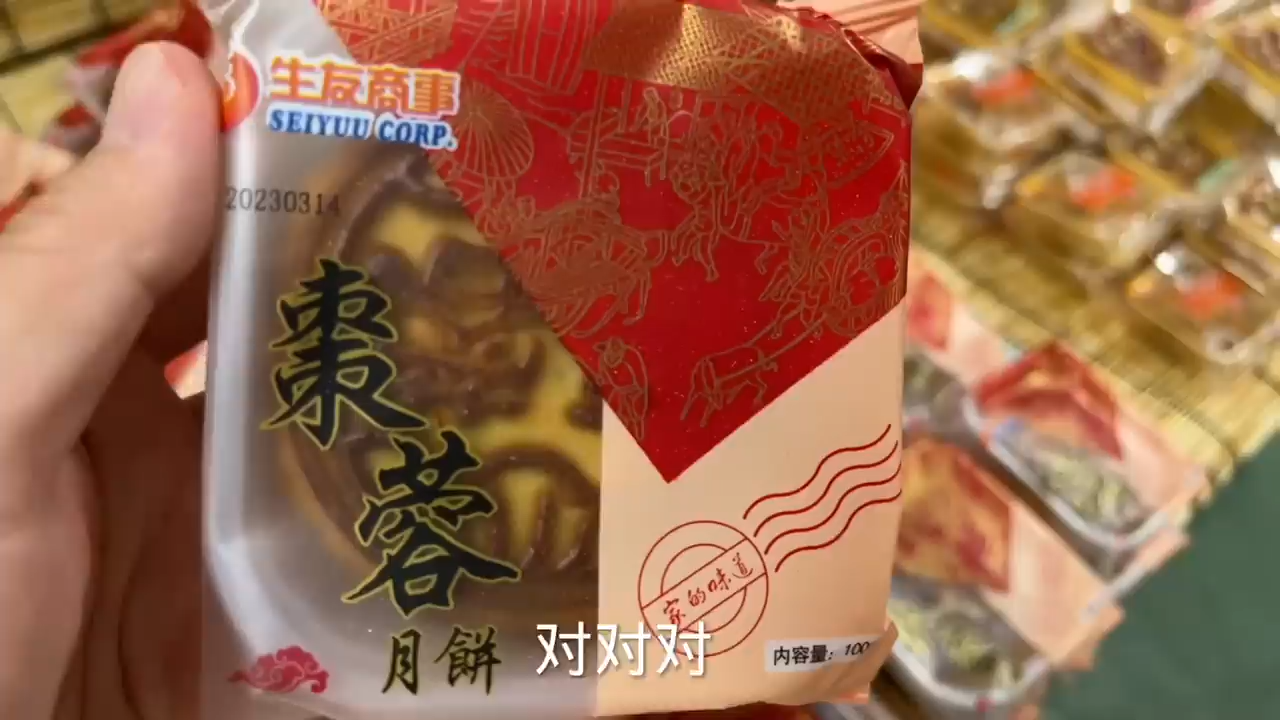 生友商事
SEIYUU CORP.
20230314
棗蓉
月餅
家的味道
内容量：100
对对对